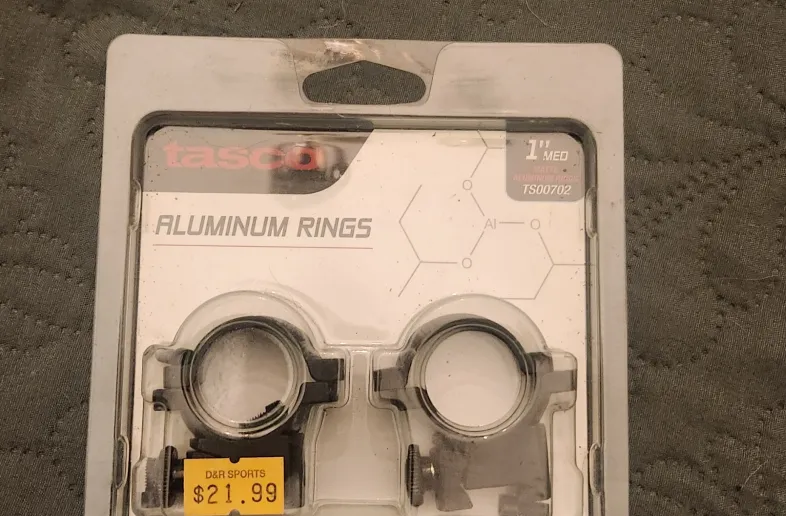 tasco
1" MED
TS00702
ALUMINUM RINGS
Al
O
O
O
D&R SPORTS
$21.99